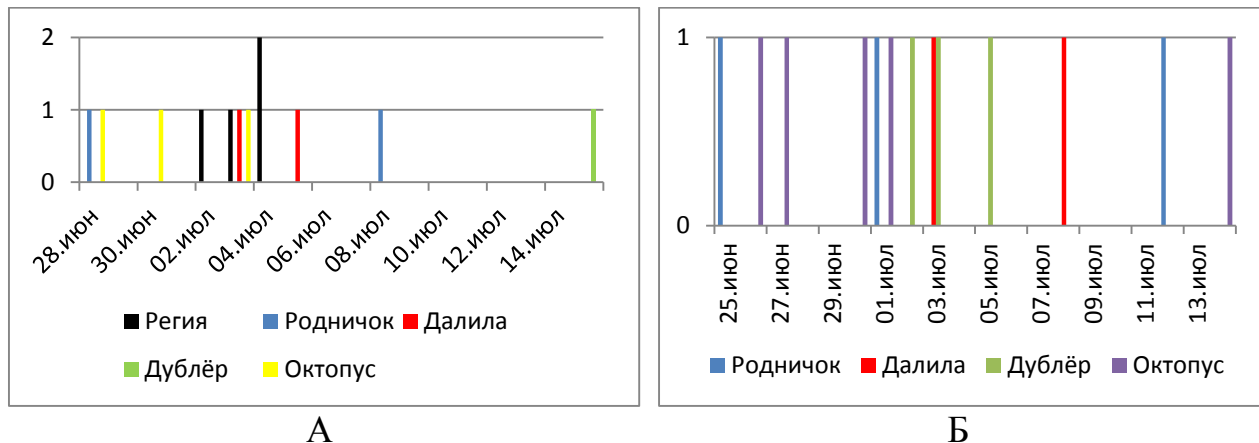 2
1
0
28.июн
30.июн
02.июл
04.июл
06.июл
08.июл
10.июл
12.июл
14.июл
Регия
Родничок
Далила
Дублёр
Октопус
А
1
0
25.июн
27.июн
29.июн
01.июл
03.июл
05.июл
07.июл
09.июл
11.июл
13.июл
Родничок
Далила
Дублёр
Октопус
Б